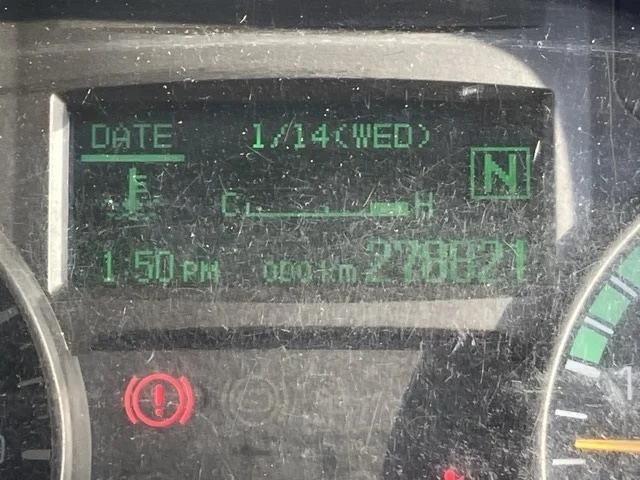 DATE 1/14(WED)
N
C H
1 50 PM ODO km 278021